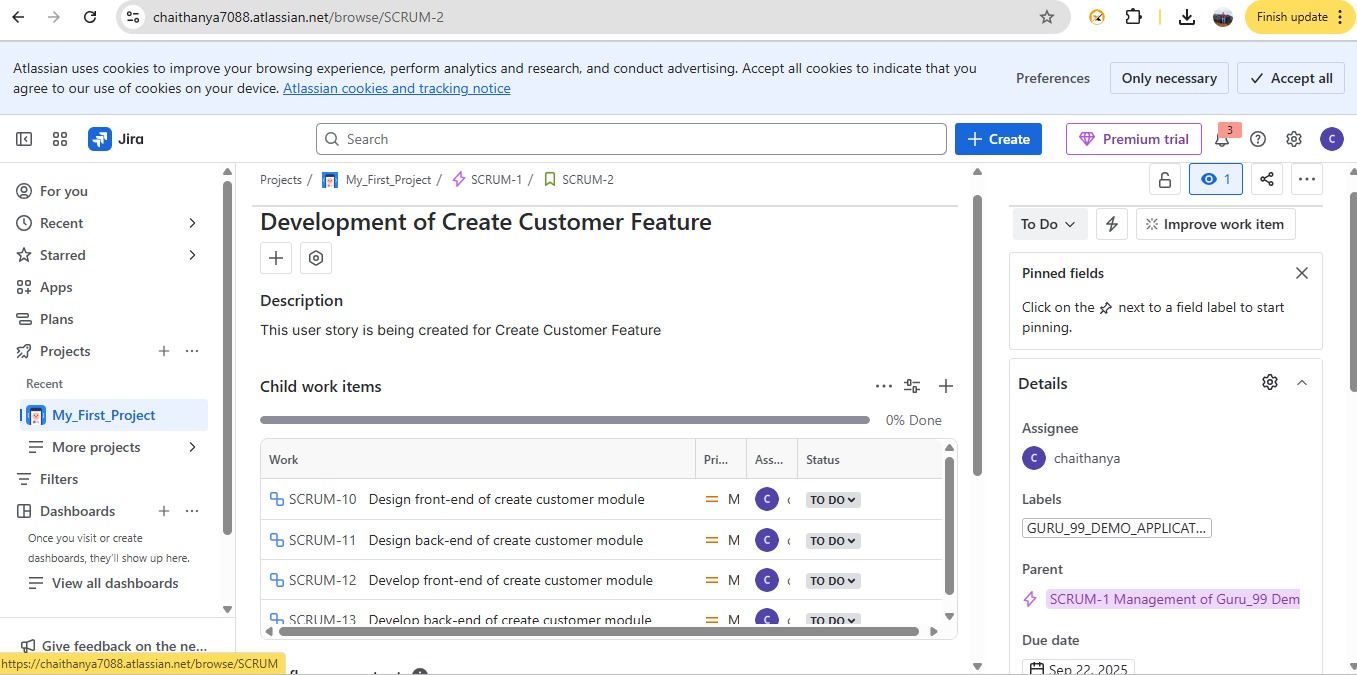 chaithanya7088.atlassian.net/browse/SCRUM-2
Finish update
Atlassian uses cookies to improve your browsing experience, perform analytics and research, and conduct advertising. Accept all cookies to indicate that you
agree to our use of cookies on your device. Atlassian cookies and tracking notice
Preferences
Only necessary
Accept all
Jira
Search
Create
Premium trial
3
C
For you
Recent
Starred
Apps
Plans
Projects
Recent
My_First_Project
More projects
Filters
Dashboards
Once you visit or create
dashboards, they'll show up here.
View all dashboards
Give feedback on the ne...
https://chaithanya7088.atlassian.net/browse/SCRUM
Projects / My_First_Project / SCRUM-1 / SCRUM-2
Development of Create Customer Feature
Description
This user story is being created for Create Customer Feature
Child work items
0% Done
Work Pri... Ass... Status
SCRUM-10 Design front-end of create customer module M C TO DO
SCRUM-11 Design back-end of create customer module M C TO DO
SCRUM-12 Develop front-end of create customer module M C TO DO
SCRUM-13 Develop back-end of create customer module M C TO DO
1
To Do
Improve work item
Pinned fields
Click on the next to a field label to start
pinning.
Details
Assignee
C chaithanya
Labels
GURU_99_DEMO_APPLICAT...
Parent
SCRUM-1 Management of Guru_99 Dem
Due date
Sep 22, 2025